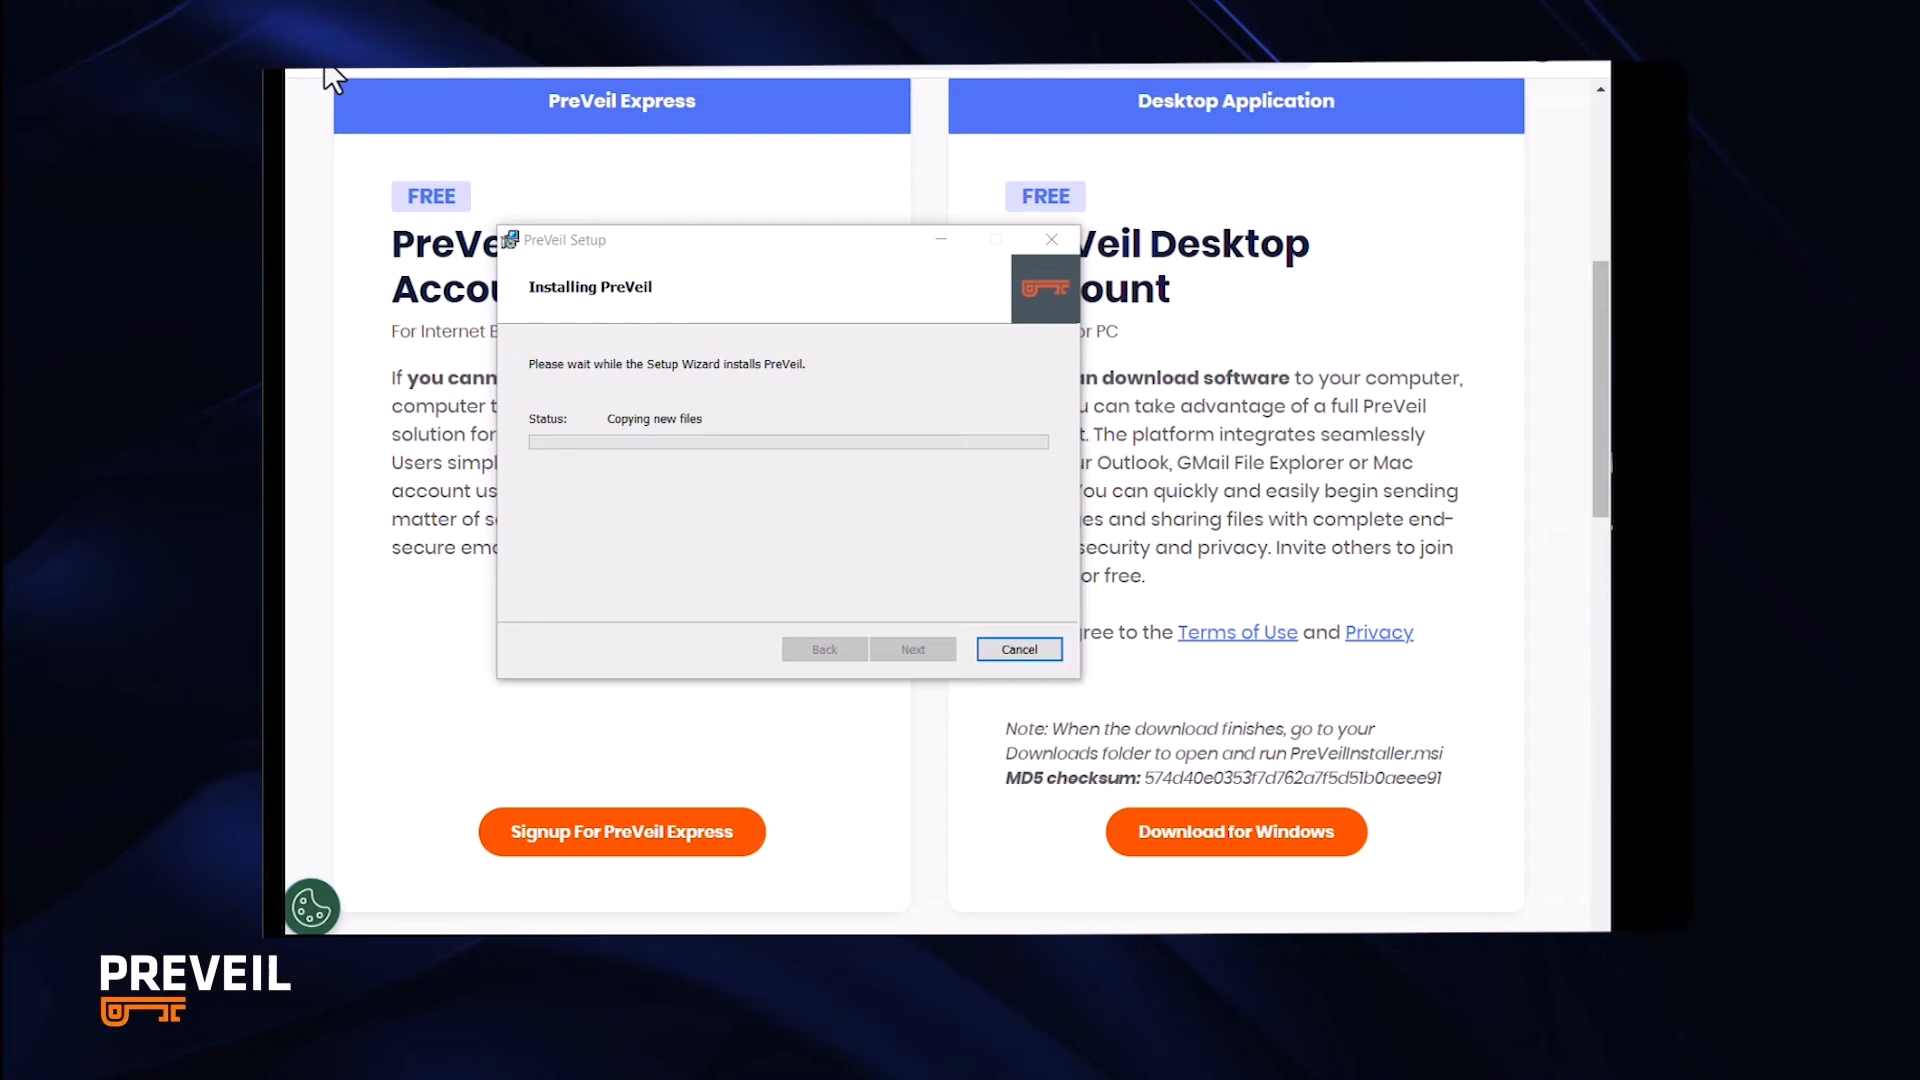 PreVeil Express
Desktop Application
FREE
FREE
PreVe
Accou
For Internet
If you cann
computer t
solution for
Users simpl
account us
matter of s
secure ema
PreVeil Setup
Installing PreVeil
Please wait while the Setup Wizard installs PreVeil.
Status: Copying new files
Back
Next
Cancel
Veil Desktop
ount
or PC
an download software to your computer,
u can take advantage of a full PreVeil
t. The platform integrates seamlessly
ur Outlook, GMail File Explorer or Mac
You can quickly and easily begin sending
es and sharing files with complete end-
security and privacy. Invite others to join
or free.
gree to the Terms of Use and Privacy
Note: When the download finishes, go to your
Downloads folder to open and run PreVeilInstaller.msi
MD5 checksum: 574d40e0353f7d762a7f5d51b0aeee91
Signup For PreVeil Express
Download for Windows
PREVEIL